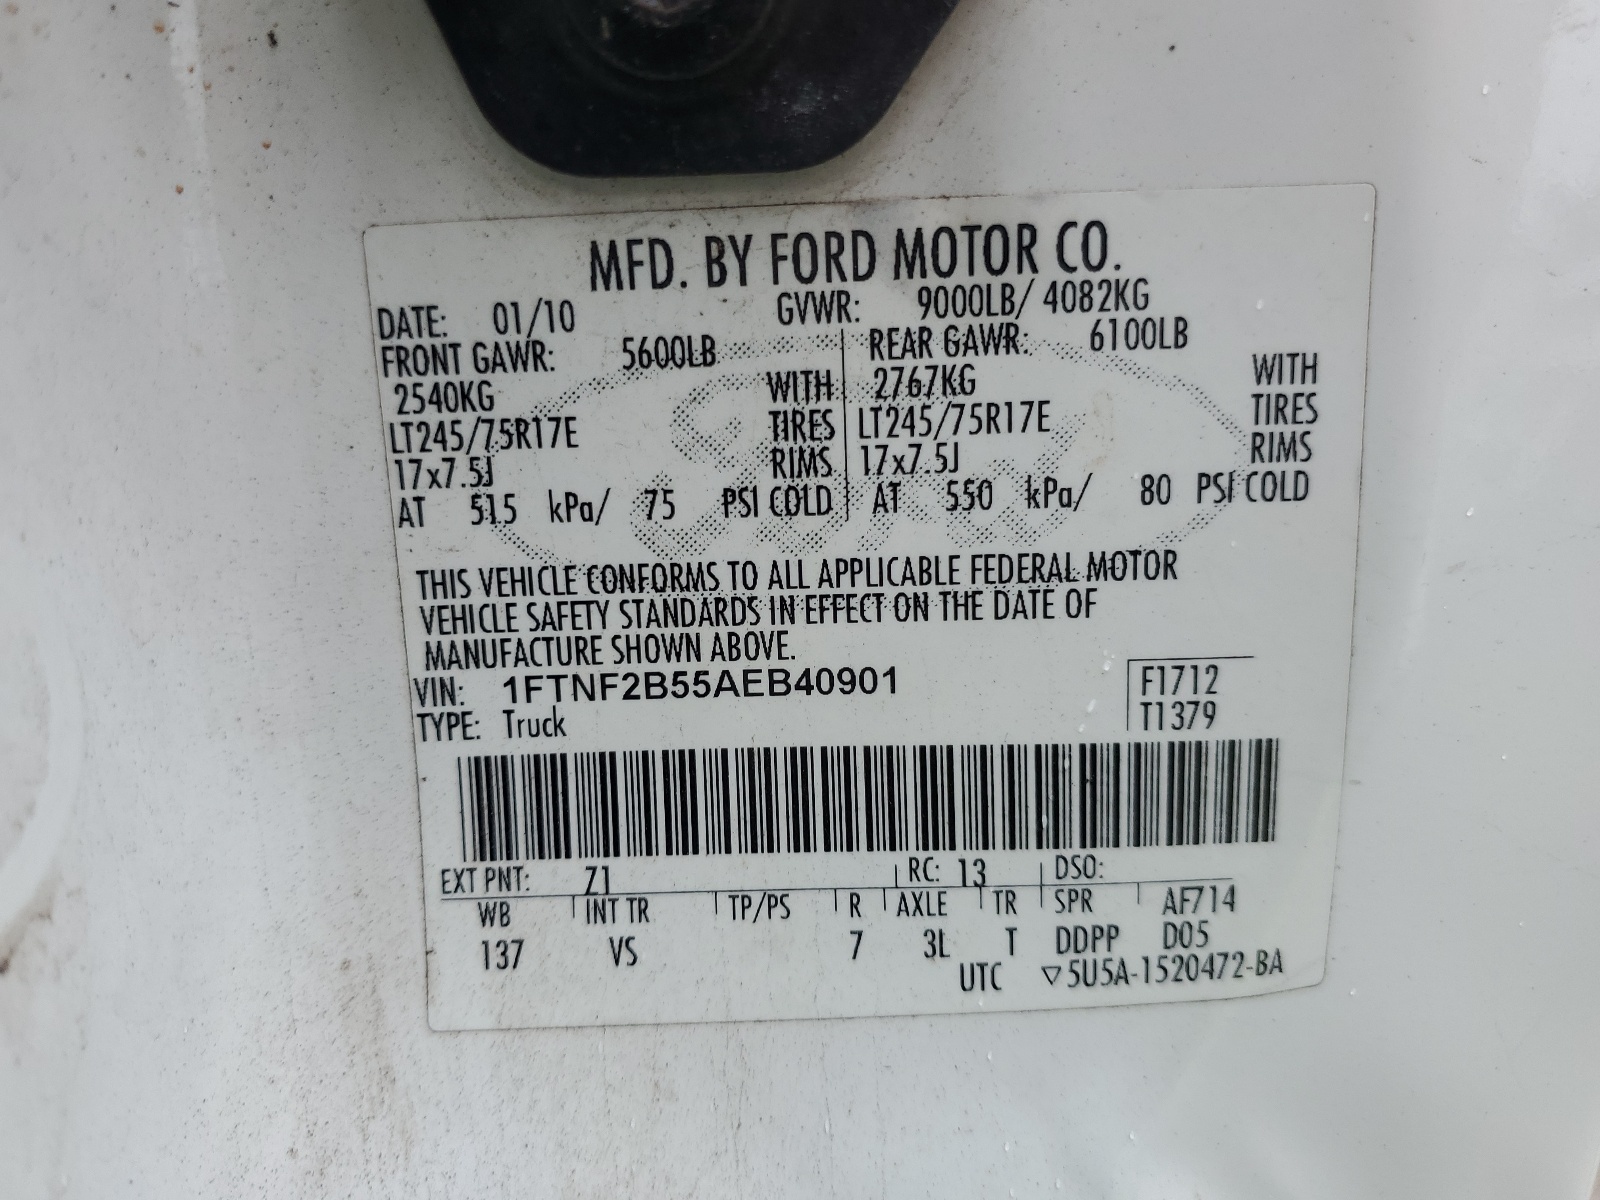 MFD. BY FORD MOTOR CO.
DATE: 01/10 GVWR: 9000LB/ 4082KG
FRONT GAWR: 5600LB REAR GAWR: 6100LB
2540KG WITH 2767KG WITH
LT245/75R17E TIRES LT245/75R17E TIRES
17x7.5J RIMS 17x7.5J RIMS
AT 515 kPa/ 75 PSI COLD AT 550 kPa/ 80 PSI COLD
THIS VEHICLE CONFORMS TO ALL APPLICABLE FEDERAL MOTOR
VEHICLE SAFETY STANDARDS IN EFFECT ON THE DATE OF
MANUFACTURE SHOWN ABOVE.
VIN: 1FTNF2B55AEB40901 F1712
TYPE: Truck T1379
EXT PNT: Z1 RC: 13 DSO:
WB INT TR TP/PS R AXLE TR SPR AF714
137 VS 7 3L T DDPP D05
UTC ▽5U5A-1520472-BA